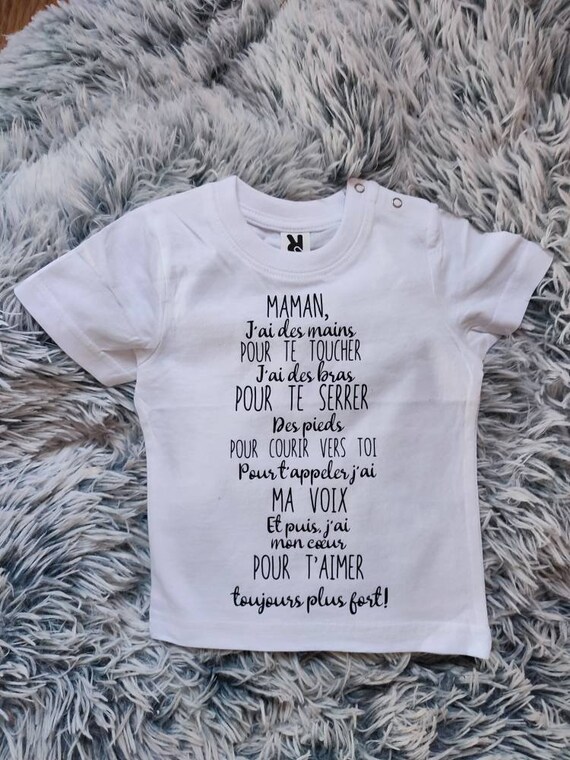 MAMAN,
J'ai des mains
POUR TE TOUCHER
J'ai des bras
POUR TE SERRER
Des pieds
POUR COURIR VERS TOI
Pour t'appeler j'ai
MA VOIX
Et puis, j'ai
mon cœur
POUR T'AIMER
toujours plus fort!